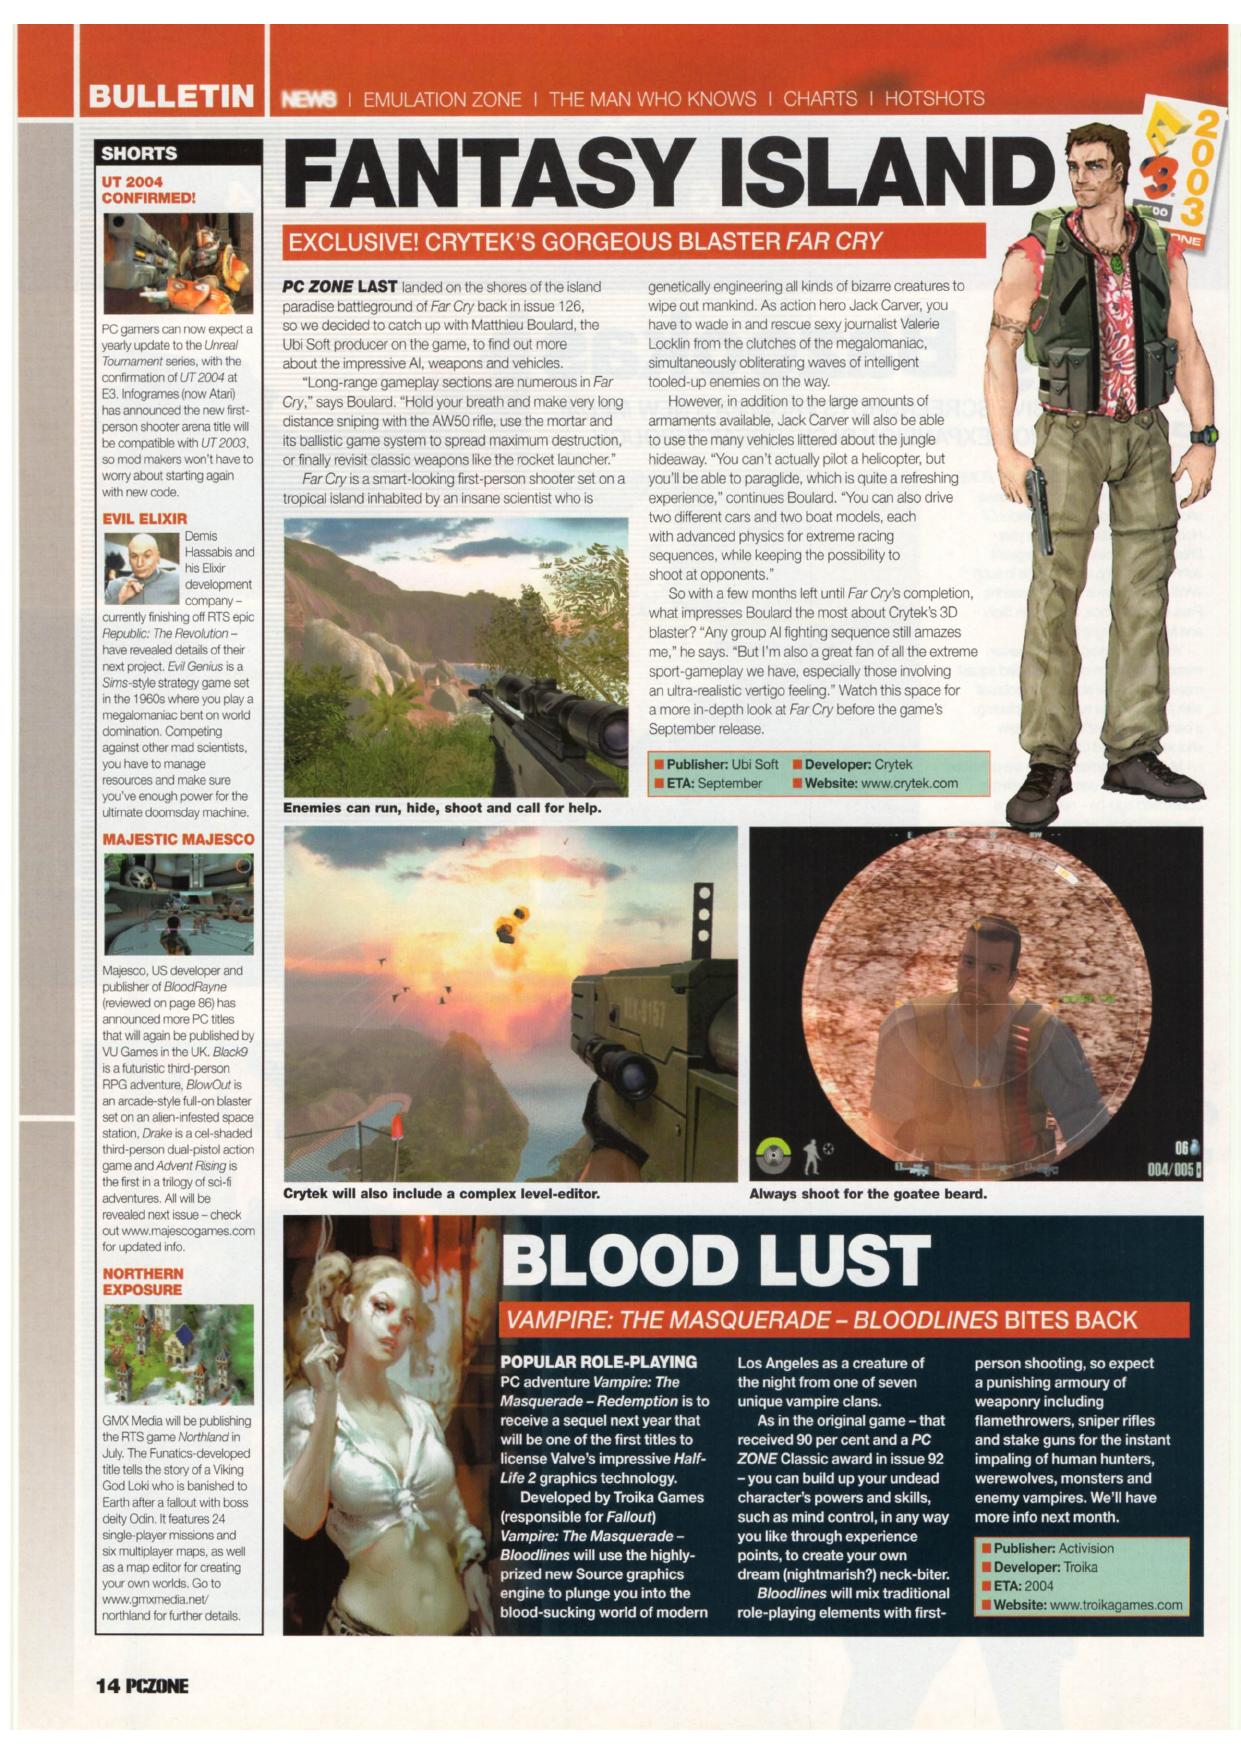 BULLETIN
NEWS | EMULATION ZONE | THE MAN WHO KNOWS | CHARTS | HOTSHOTS
SHORTS
UT 2004
CONFIRMED!
PC gamers can now expect a
yearly update to the Unreal
Tournament series, with the
confirmation of UT 2004 at
E3. Infogrames (now Atari)
has announced the new first-
person shooter arena title will
be compatible with UT 2003,
so mod makers won't have to
worry about starting again
with new code.
EVIL ELIXIR
Demis
Hassabis and
his Elixir
development
company –
currently finishing off RTS epic
Republic: The Revolution –
have revealed details of their
next project. Evil Genius is a
Sims-style strategy game set
in the 1960s where you play a
megalomaniac bent on world
domination. Competing
against other mad scientists,
you have to manage
resources and make sure
you've enough power for the
ultimate doomsday machine.
MAJESTIC MAJESCO
Majesco, US developer and
publisher of BloodRayne
(reviewed on page 86) has
announced more PC titles
that will again be published by
VU Games in the UK. Black9
is a futuristic third-person
RPG adventure, BlowOut is
an arcade-style full-on blaster
set on an alien-infested space
station, Drake is a cel-shaded
third-person dual-pistol action
game and Advent Rising is
the first in a trilogy of sci-fi
adventures. All will be
revealed next issue – check
out www.majescogames.com
for updated info.
NORTHERN
EXPOSURE
GMX Media will be publishing
the RTS game Northland in
July. The Funatics-developed
title tells the story of a Viking
God Loki who is banished to
Earth after a fallout with boss
deity Odin. It features 24
single-player missions and
six multiplayer maps, as well
as a map editor for creating
your own worlds. Go to
www.gmxmedia.net/
northland for further details.
FANTASY ISLAND
E3
2003
EXCLUSIVE! CRYTEK'S GORGEOUS BLASTER FAR CRY
PC ZONE LAST landed on the shores of the island
paradise battleground of Far Cry back in issue 126,
so we decided to catch up with Matthieu Boulard, the
Ubi Soft producer on the game, to find out more
about the impressive AI, weapons and vehicles.
"Long-range gameplay sections are numerous in Far
Cry," says Boulard. "Hold your breath and make very long
distance sniping with the AW50 rifle, use the mortar and
its ballistic game system to spread maximum destruction,
or finally revisit classic weapons like the rocket launcher."
Far Cry is a smart-looking first-person shooter set on a
tropical island inhabited by an insane scientist who is
genetically engineering all kinds of bizarre creatures to
wipe out mankind. As action hero Jack Carver, you
have to wade in and rescue sexy journalist Valerie
Locklin from the clutches of the megalomaniac,
simultaneously obliterating waves of intelligent
tooled-up enemies on the way.
However, in addition to the large amounts of
armaments available, Jack Carver will also be able
to use the many vehicles littered about the jungle
hideaway. "You can't actually pilot a helicopter, but
you'll be able to paraglide, which is quite a refreshing
experience," continues Boulard. "You can also drive
two different cars and two boat models, each
with advanced physics for extreme racing
sequences, while keeping the possibility to
shoot at opponents."
So with a few months left until Far Cry's completion,
what impresses Boulard the most about Crytek's 3D
blaster? "Any group AI fighting sequence still amazes
me," he says. "But I'm also a great fan of all the extreme
sport-gameplay we have, especially those involving
an ultra-realistic vertigo feeling." Watch this space for
a more in-depth look at Far Cry before the game's
September release.
Publisher: Ubi Soft
Developer: Crytek
ETA: September
Website: www.crytek.com
Enemies can run, hide, shoot and call for help.
Crytek will also include a complex level-editor.
06
004/005
Always shoot for the goatee beard.
BLOOD LUST
VAMPIRE: THE MASQUERADE – BLOODLINES BITES BACK
POPULAR ROLE-PLAYING
PC adventure Vampire: The
Masquerade – Redemption is to
receive a sequel next year that
will be one of the first titles to
license Valve's impressive Half-
Life 2 graphics technology.
Developed by Troika Games
(responsible for Fallout)
Vampire: The Masquerade –
Bloodlines will use the highly-
prized new Source graphics
engine to plunge you into the
blood-sucking world of modern
Los Angeles as a creature of
the night from one of seven
unique vampire clans.
As in the original game – that
received 90 per cent and a PC
ZONE Classic award in issue 92
– you can build up your undead
character's powers and skills,
such as mind control, in any way
you like through experience
points, to create your own
dream (nightmarish?) neck-biter.
Bloodlines will mix traditional
role-playing elements with first-
person shooting, so expect
a punishing armoury of
weaponry including
flamethrowers, sniper rifles
and stake guns for the instant
impaling of human hunters,
werewolves, monsters and
enemy vampires. We'll have
more info next month.
Publisher: Activision
Developer: Troika
ETA: 2004
Website: www.troikagames.com
14 PCZONE